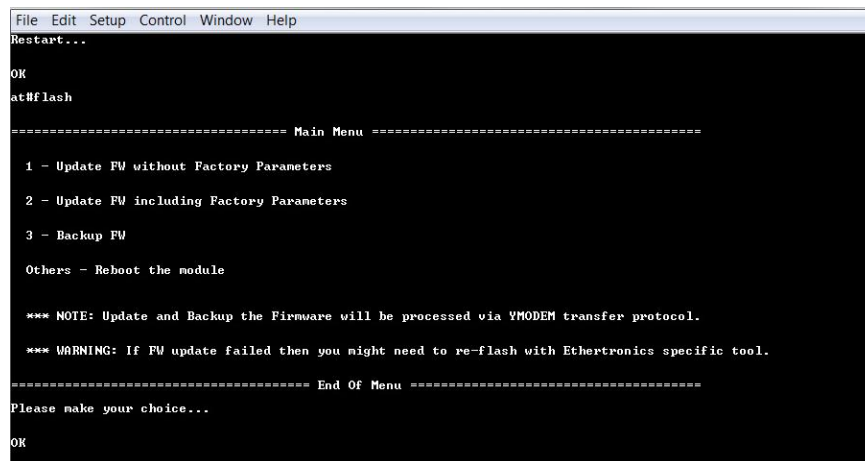 File Edit Setup Control Window Help
Restart...
OK
at#flash
==================================== Main Menu ===========================================
1 - Update FW without Factory Parameters
2 - Update FW including Factory Parameters
3 - Backup FW
Others - Reboot the module
*** NOTE: Update and Backup the Firmware will be processed via YMODEM transfer protocol.
*** WARNING: If FW update failed then you might need to re-flash with Ethertronics specific tool.
======================================= End Of Menu ======================================
Please make your choice...
OK